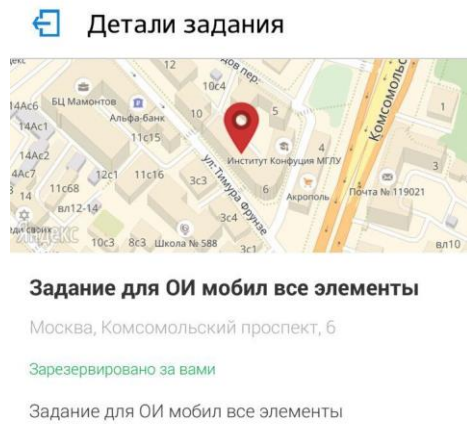 Детали задания
12
10с4
БЦ Мамонтов
Альфа-банк
10
5
1
14Ас6
14Ас1
11с15
Комсомольс
Институт Конфуция МГЛУ
4
14Ас2
14Ас7
12с1
11с16
3с3
ул. Тимура Фрунзе
6
Акрополь
Почта № 119021
3
14
11с68
вл12-14
3с4
10с3
8с3
Школа № 588
3с1
вл10
Задание для ОИ мобил все элементы
Москва, Комсомольский проспект, 6
Зарезервировано за вами
Задание для ОИ мобил все элементы